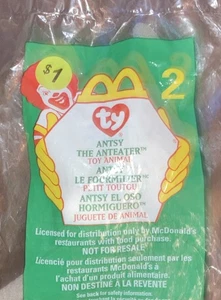 $1
2
ty
ANTSY
THE ANTEATER™
TOY ANIMAL
ANTSY
LE FOURMILIER™
PETIT TOUTOU
ANTSY EL OSO
HORMIGUERO™
JUGUETE DE ANIMAL
Licensed for distribution only by McDonald's
restaurants with food purchase.
NOT FOR RESALE
Licencié pour distribution seulement par les
restaurants McDonald's à
l'achat d'un produit alimentaire.
NON DESTINÉ À LA REVENTE
See back for safety information.